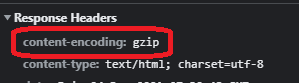 ▼ Response Headers
content-encoding: gzip
content-type: text/html; charset=utf-8